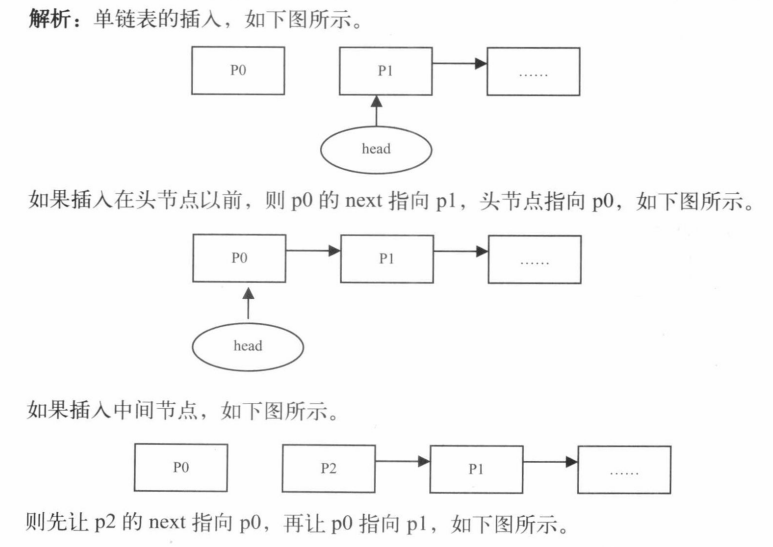 解析：单链表的插入，如下图所示。
P0 P1 ……
head
如果插入在头节点以前，则 p0 的 next 指向 p1，头节点指向 p0，如下图所示。
P0 P1 ……
head
如果插入中间节点，如下图所示。
P0 P2 P1 ……
则先让 p2 的 next 指向 p0，再让 p0 指向 p1，如下图所示。